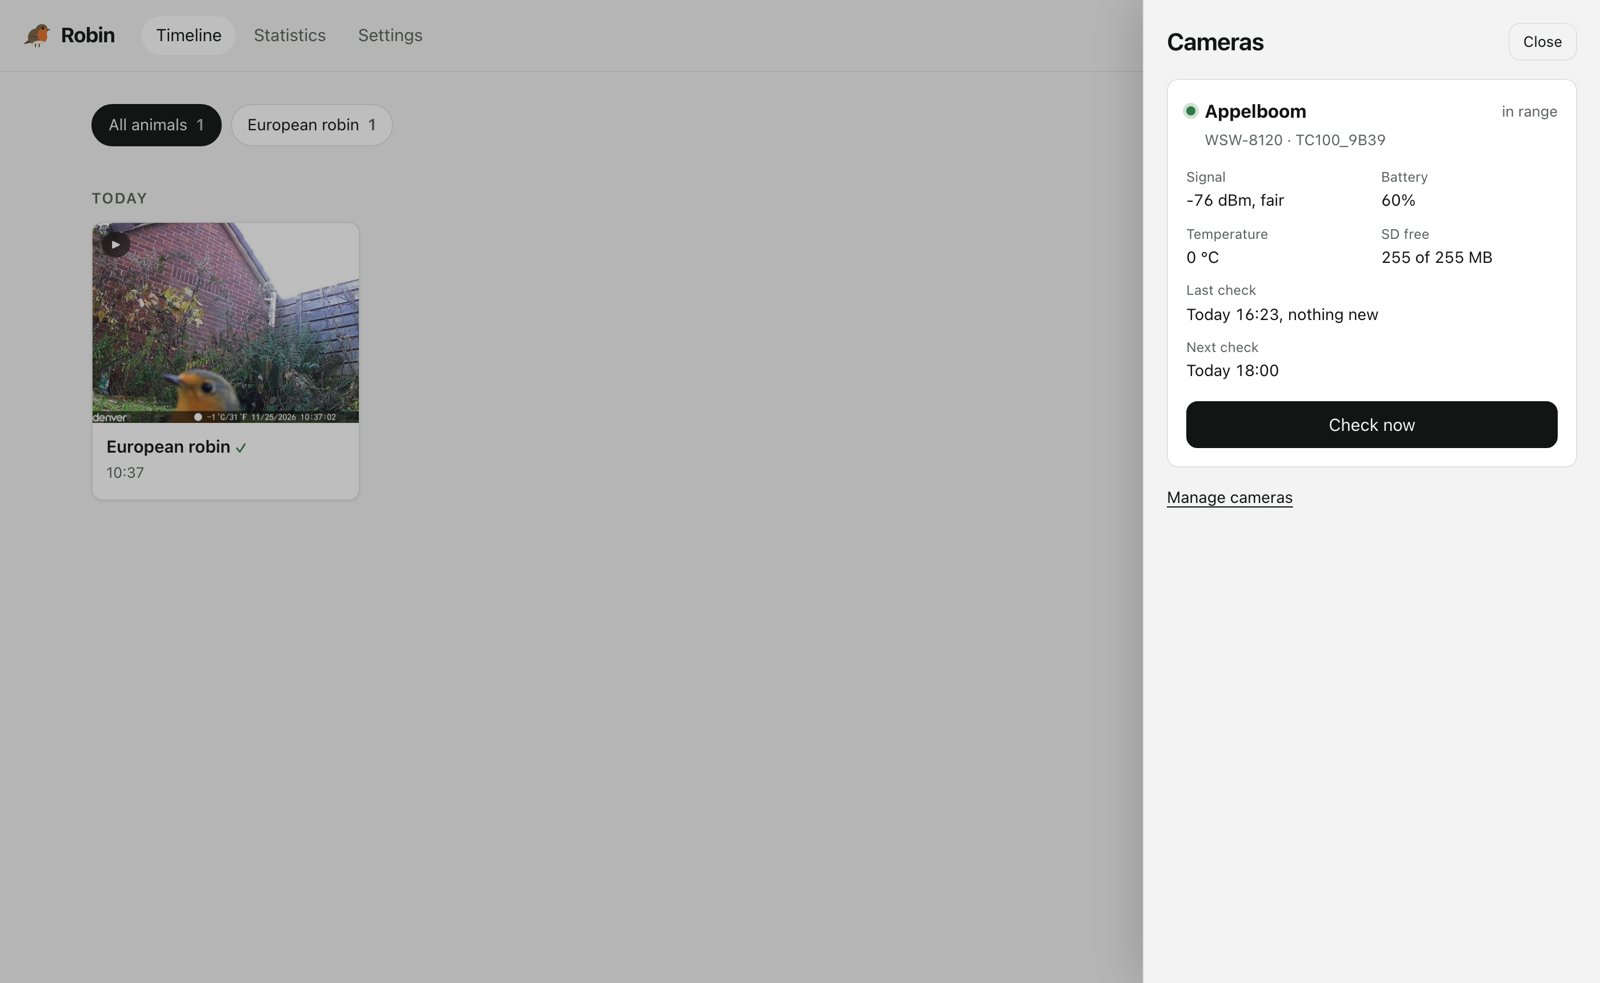 Robin
Timeline
Statistics
Settings
All animals 1
European robin 1
TODAY
denver
-1°C/31°F 11/25/2026 10:37:02
European robin ✓
10:37
Cameras
Close
Appelboom
in range
WSW-8120 · TC100_9B39
Signal
-76 dBm, fair
Battery
60%
Temperature
0 °C
SD free
255 of 255 MB
Last check
Today 16:23, nothing new
Next check
Today 18:00
Check now
Manage cameras